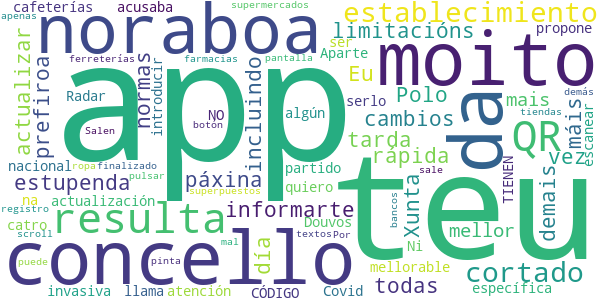 cafeterías acusaba supermercados
apenas noraboa establecimiento
actualizar ferreterías farmacias limitacións propone
prefiroa normas introducir incluindo pantalla ser Aparte Eu moito
Radar NO app algún serlo Polo mais QR máis demás
Salen botón cambios tiendas escanear
nacional ropa finalizado páxina partido tarda rápida vez da
estupenda pulsar superpuestos quiero Xunta TIENEN demais
na actualización informarte Douvos teu mellor
registro resulta catro scroll día mal textos Por Ni bancos sale
concello mellorable cortado
puede pinta todas
invasiva llama atención CÓDIGO Covid específica